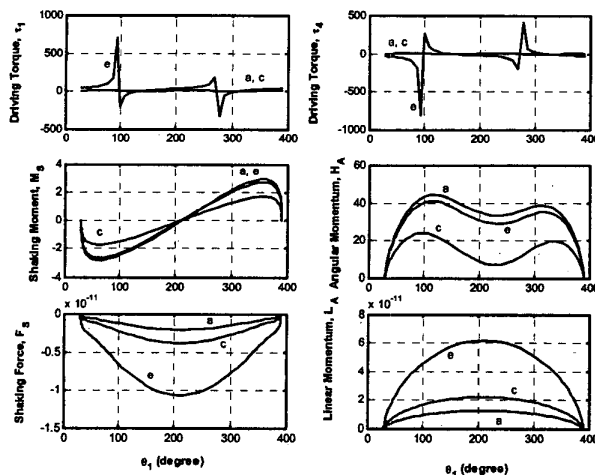 Driving Torque, τ1
1000
500
0
-500
0 100 200 300 400
e
a, c
Driving Torque, τ4
500
0
-500
-1000
0 100 200 300 400
a, c
e
Shaking Moment, MS
4
2
0
-2
-4
0 100 200 300 400
a, e
c
Angular Momentum, HA
60
40
20
0
0 100 200 300 400
a
e
c
Shaking Force, FS
x 10-11
0
-0.5
-1
-1.5
0 100 200 300 400
a
c
e
θ1 (degree)
Linear Momentum, LA
x 10-11
8
6
4
2
0
0 100 200 300 400
e
c
a
θ1 (degree)